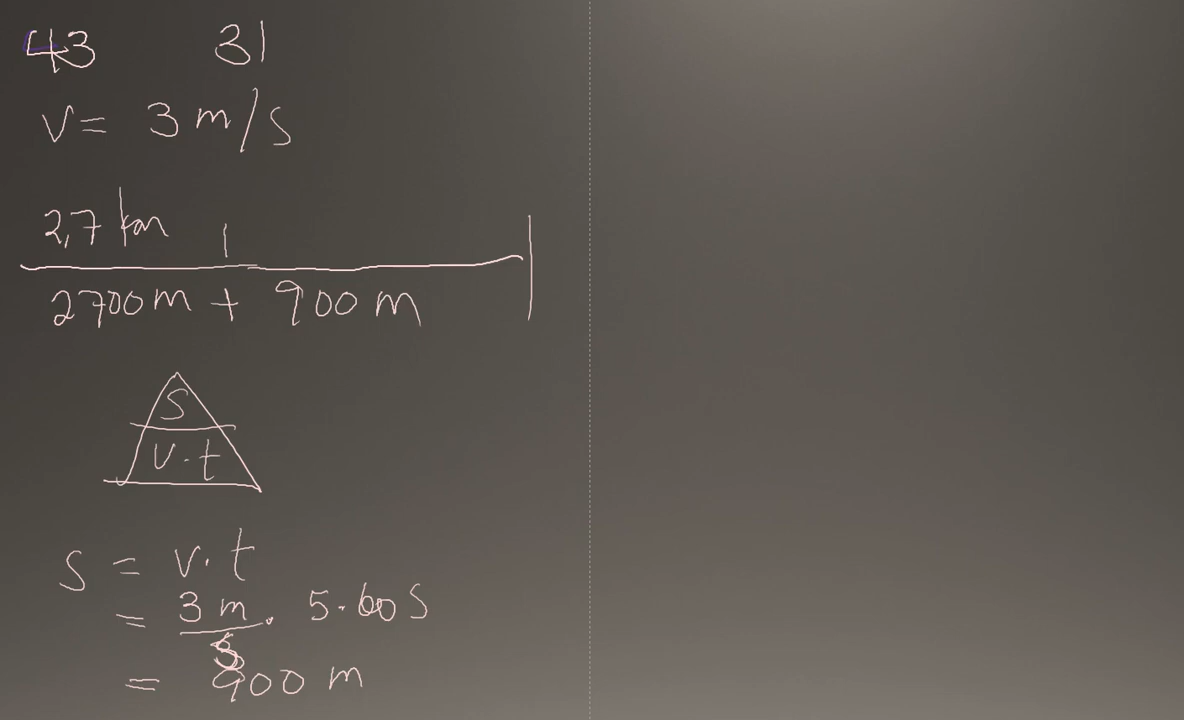 43 31
v = 3 m/s
2,7 km
2700 m + 900 m
s
v · t
s = v · t
= 3 m · 5 · 60 s
s
= 900 m